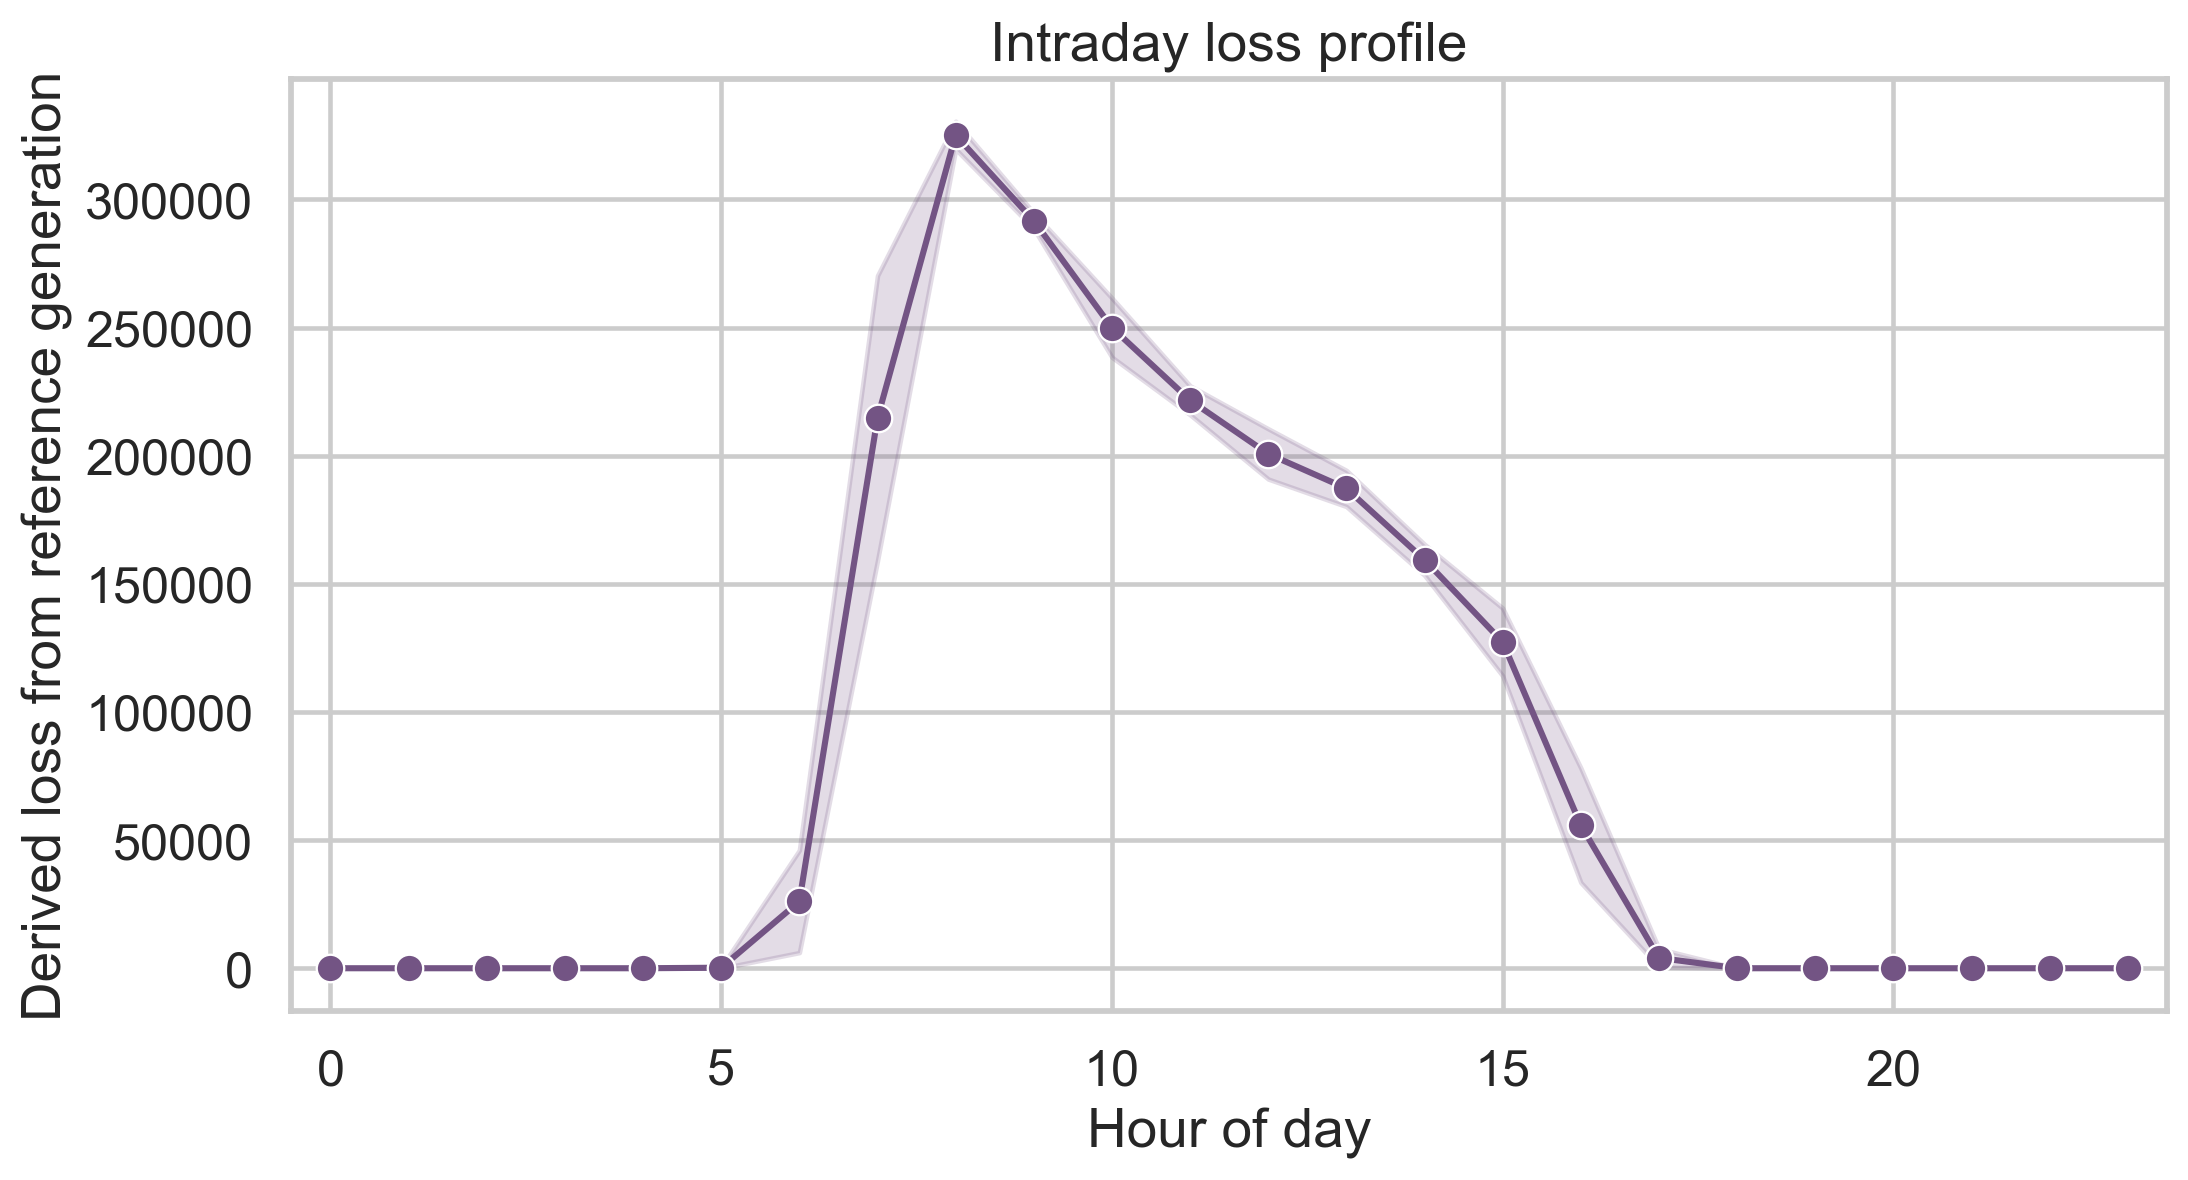 Intraday loss profile
Derived loss from reference generation
300000
250000
200000
150000
100000
50000
0
0 5 10 15 20
Hour of day